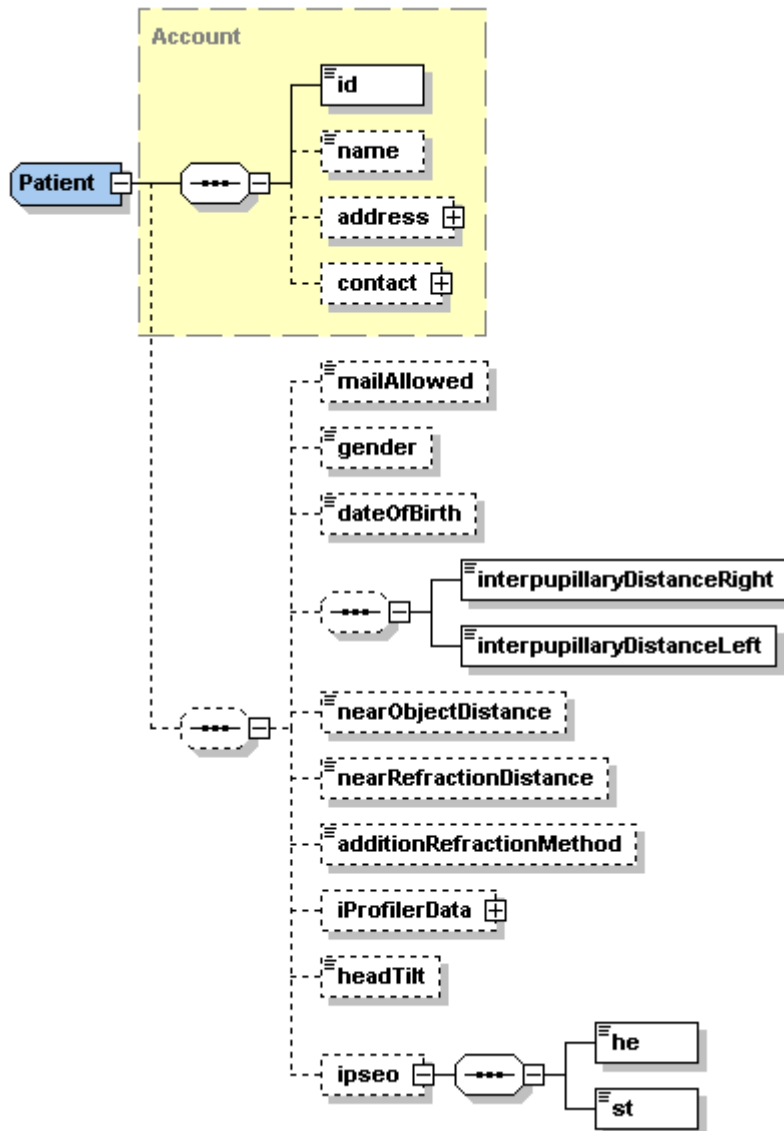 Account
id
name
Patient
address
contact
mailAllowed
gender
dateOfBirth
interpupillaryDistanceRight
interpupillaryDistanceLeft
nearObjectDistance
nearRefractionDistance
additionRefractionMethod
iProfilerData
headTilt
ipseo
he
st